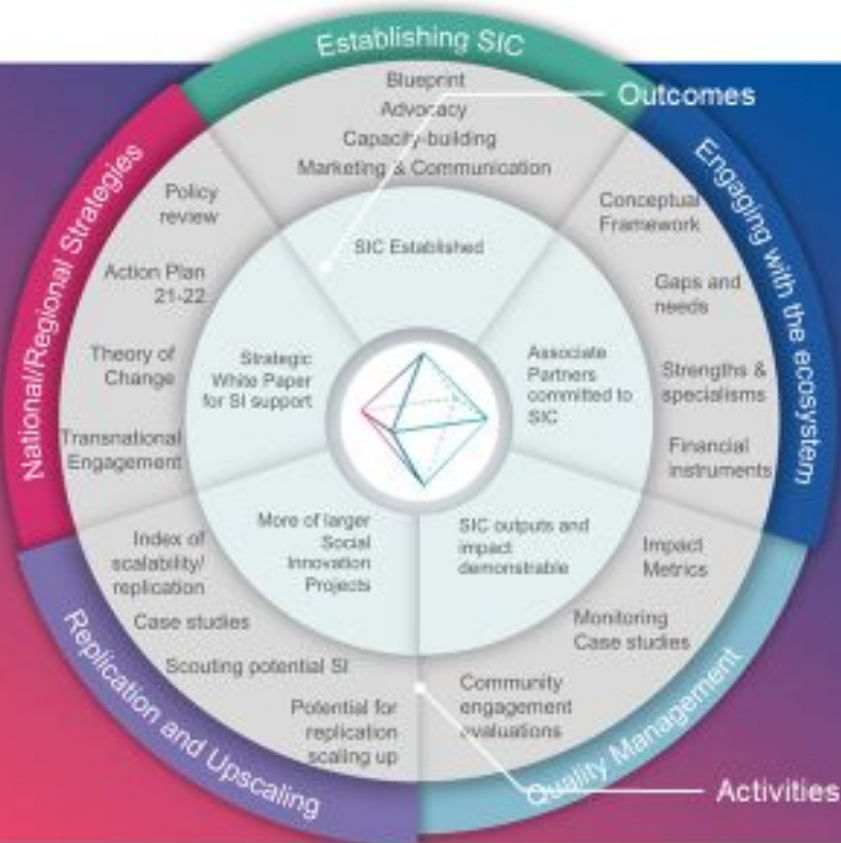 Establishing SIC
Blueprint
Advocacy
Capacity-building
Marketing & Communication
Outcomes
Engaging with the ecosystem
Conceptual
Framework
Gaps and
needs
Strengths &
specialisms
Financial
instruments
National/Regional Strategies
Policy
review
Action Plan
21-22
Theory of
Change
Transnational
Engagement
SIC Established
Strategic
White Paper
for SI support
Associate
Partners
committed to
SIC
More of larger
Social
Innovation
Projects
SIC outputs and
impact
demonstrable
Index of
scalability/
replication
Case studies
Scouting potential SI
Potential for
replication
scaling up
Replication and Upscaling
Impact
Metrics
Monitoring
Case studies
Community
engagement
evaluations
Quality Management
Activities